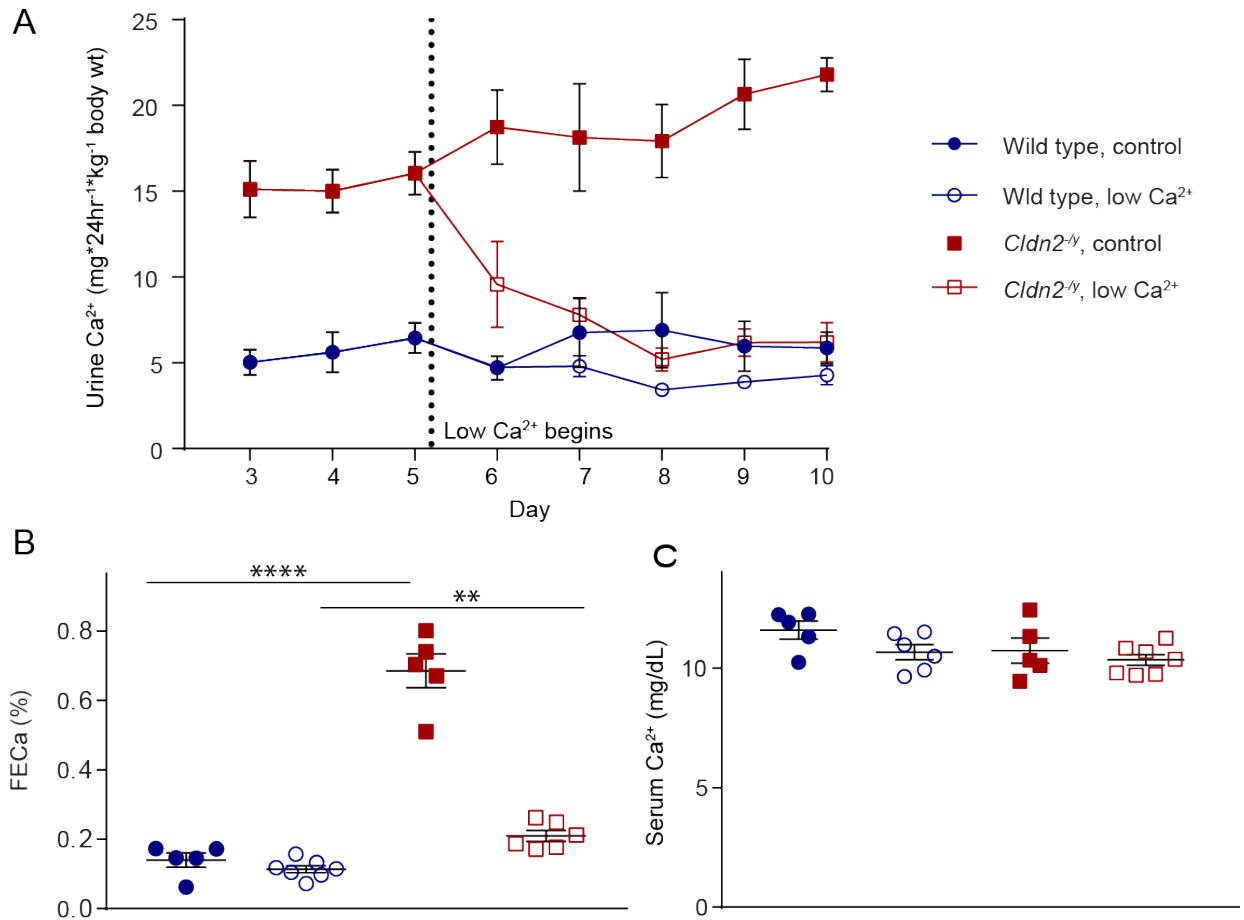 A
25
20
15
10
5
0
Urine Ca²⁺ (mg*24hr⁻¹*kg⁻¹ body wt)
Low Ca²⁺ begins
3 4 5 6 7 8 9 10
Day
Wild type, control
Wld type, low Ca²⁺
Cldn2⁻/ʸ, control
Cldn2⁻/ʸ, low Ca²⁺
B
****
**
0.8
0.6
0.4
0.2
0.0
FECa (%)
C
10
5
0
Serum Ca²⁺ (mg/dL)